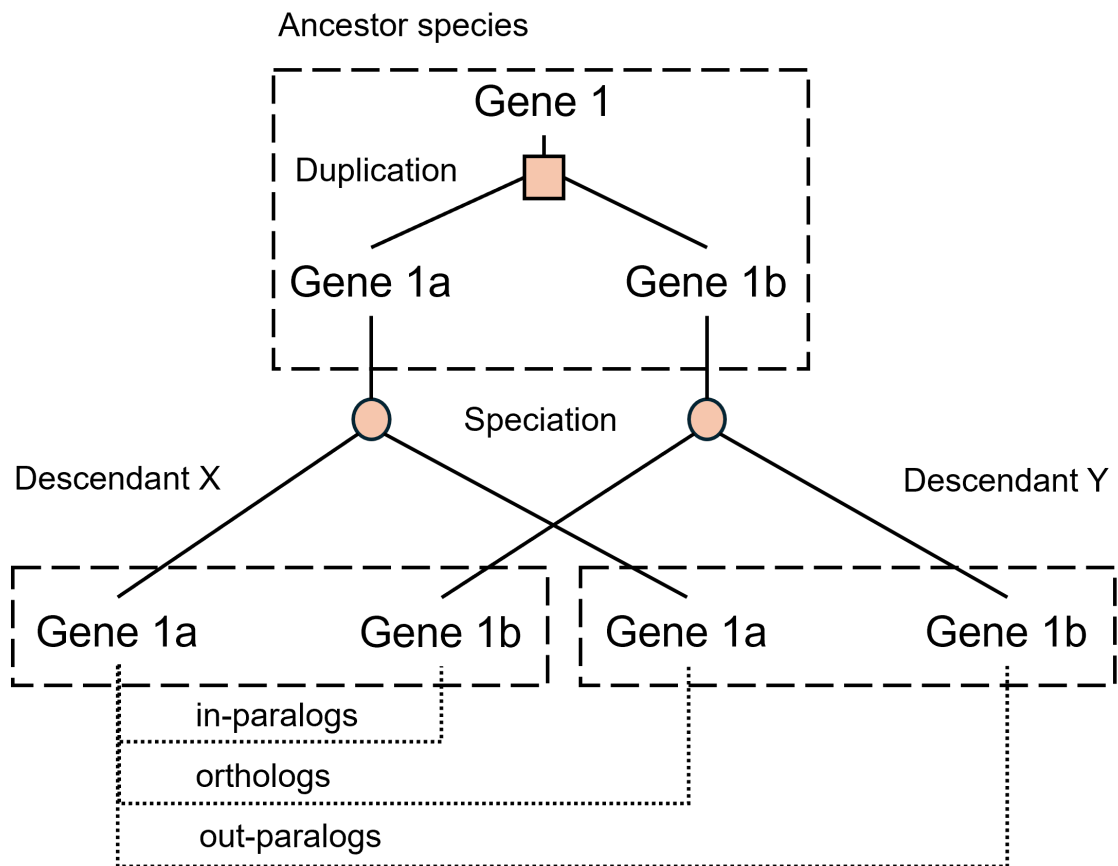 Ancestor species
Gene 1
Duplication
Gene 1a
Gene 1b
Speciation
Descendant X
Descendant Y
Gene 1a
Gene 1b
Gene 1a
Gene 1b
in-paralogs
orthologs
out-paralogs